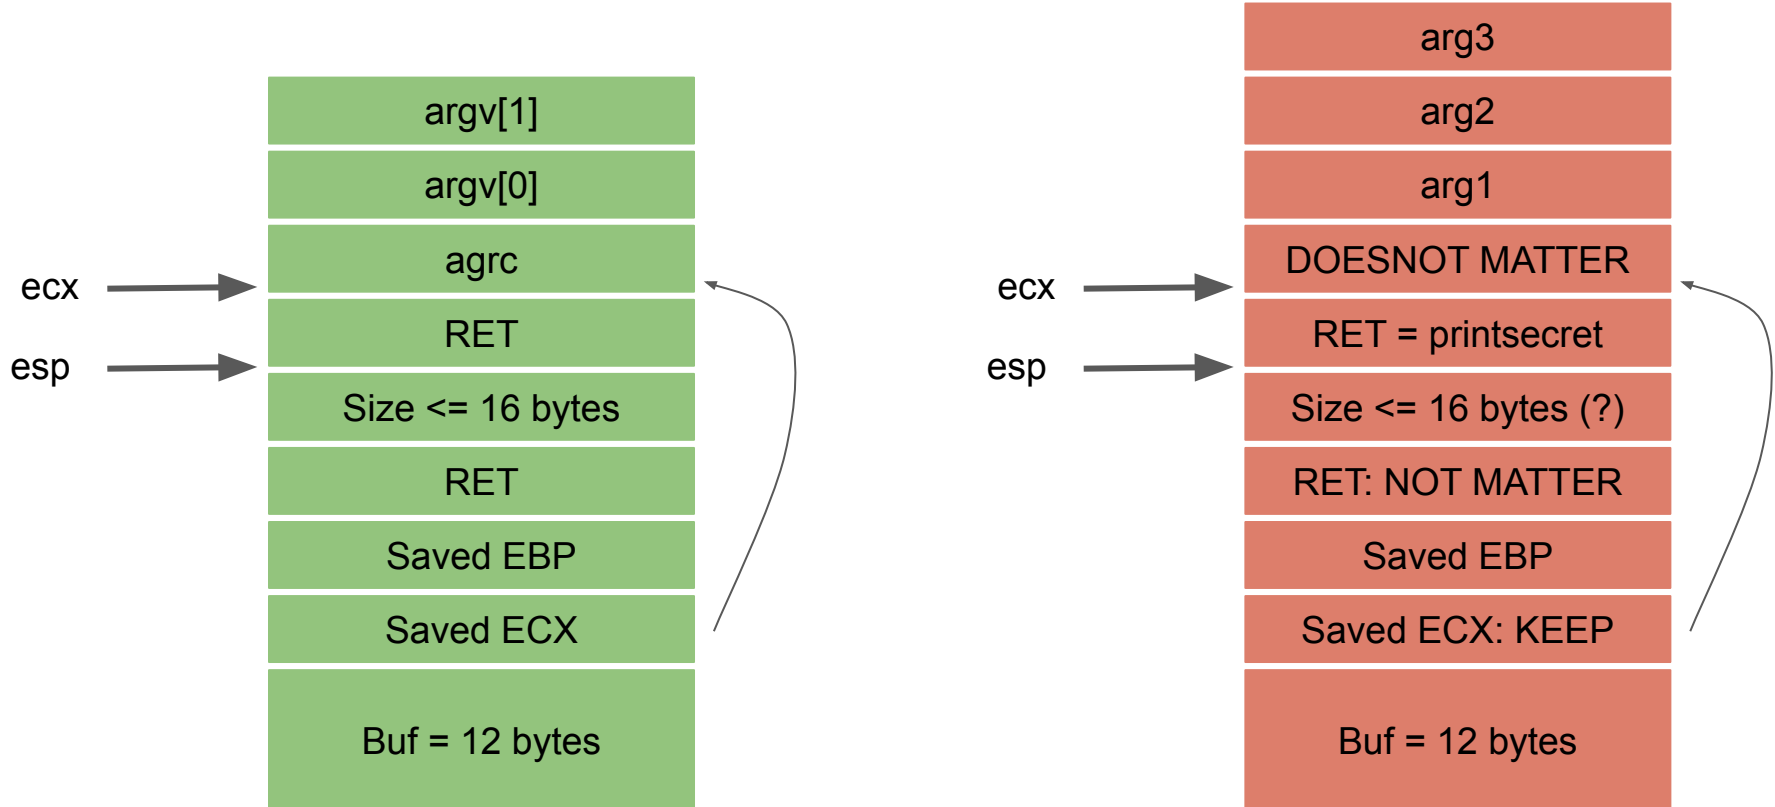 argv[1]
argv[0]
agrc
RET
Size <= 16 bytes
RET
Saved EBP
Saved ECX
Buf = 12 bytes
ecx
esp
arg3
arg2
arg1
DOESNOT MATTER
RET = printsecret
Size <= 16 bytes (?)
RET: NOT MATTER
Saved EBP
Saved ECX: KEEP
Buf = 12 bytes
ecx
esp